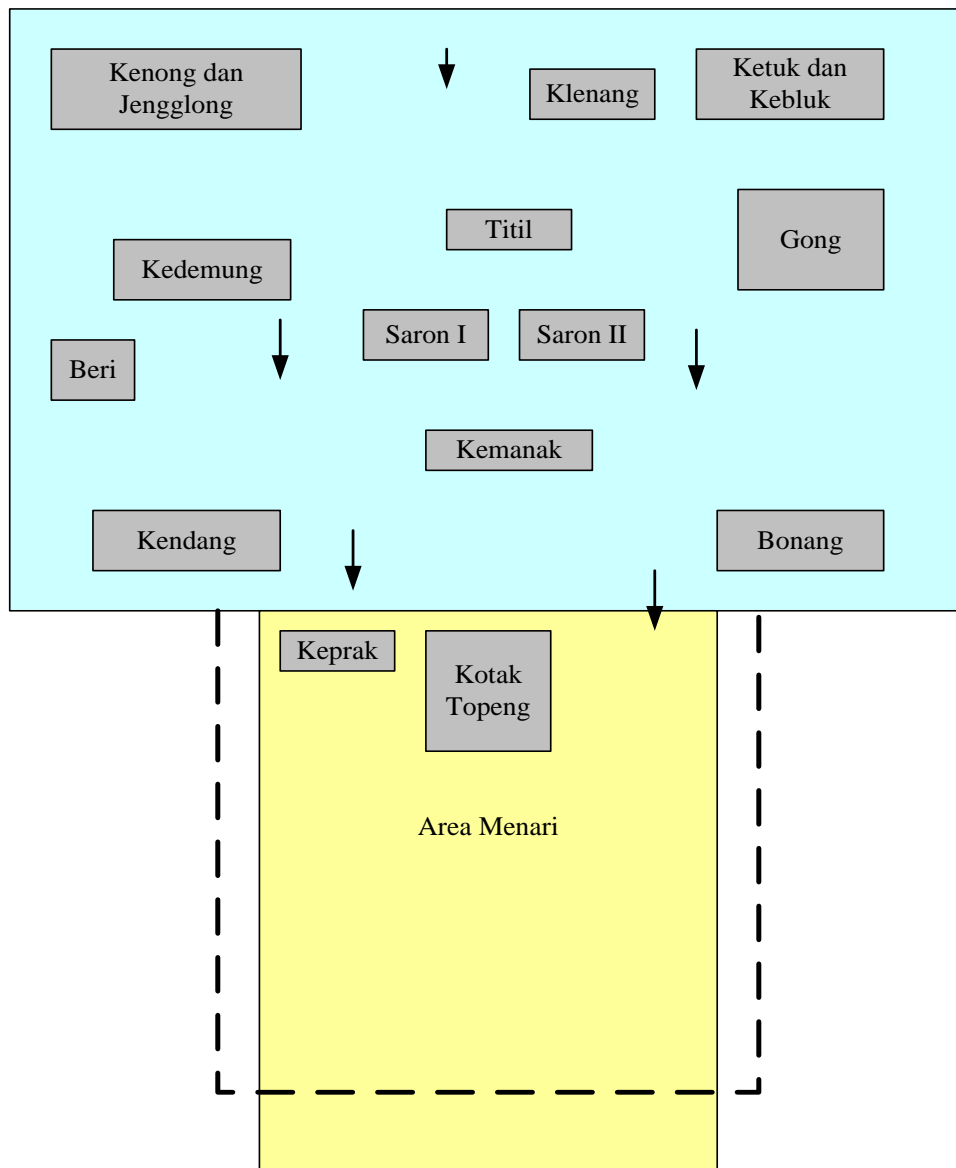 Kenong dan
Jengglong
Klenang
Ketuk dan
Kebluk
Titil
Gong
Kedemung
Saron I
Saron II
Beri
Kemanak
Kendang
Bonang
Keprak
Kotak
Topeng
Area Menari